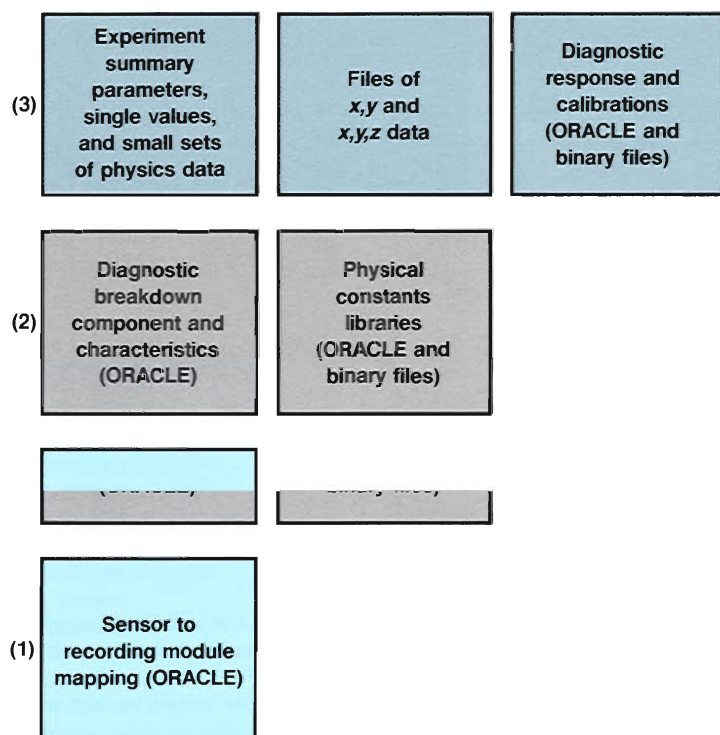 (3)
Experiment
summary
parameters,
single values,
and small sets
of physics data
Files of
x,y and
x,y,z data
Diagnostic
response and
calibrations
(ORACLE and
binary files)
(2)
Diagnostic
breakdown
component and
characteristics
(ORACLE)
Physical
constants
libraries
(ORACLE and
binary files)
(1)
Sensor to
recording module
mapping (ORACLE)